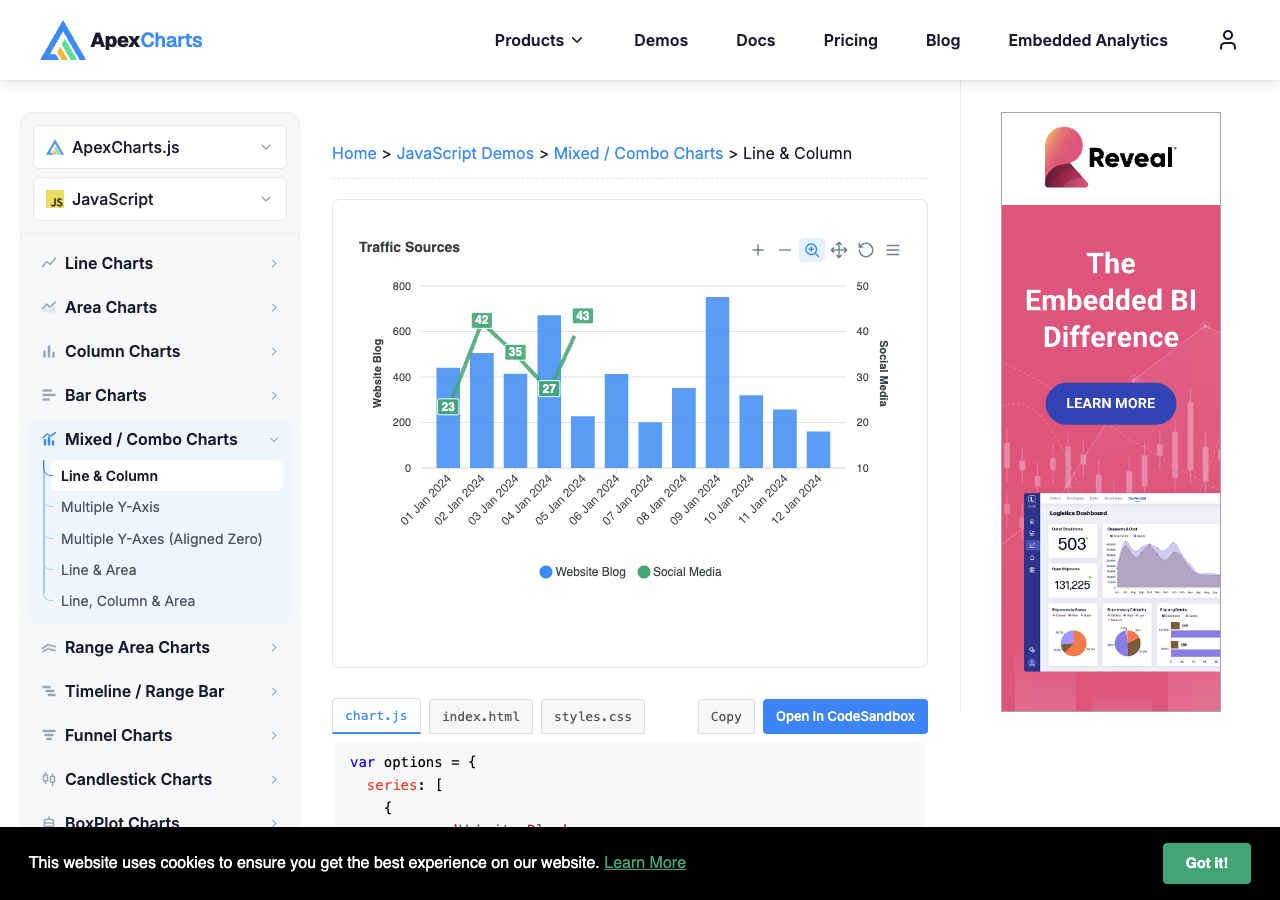 ApexCharts
Products
Demos
Docs
Pricing
Blog
Embedded Analytics
ApexCharts.js
JS JavaScript
Line Charts
Area Charts
Column Charts
Bar Charts
Mixed / Combo Charts
Line & Column
Multiple Y-Axis
Multiple Y-Axes (Aligned Zero)
Line & Area
Line, Column & Area
Range Area Charts
Timeline / Range Bar
Funnel Charts
Candlestick Charts
BoxPlot Charts
Home > JavaScript Demos > Mixed / Combo Charts > Line & Column
Traffic Sources
800
600
400
200
0
Website Blog
50
40
30
20
10
Social Media
23
42
35
27
43
01 Jan 2024
02 Jan 2024
03 Jan 2024
04 Jan 2024
05 Jan 2024
06 Jan 2024
07 Jan 2024
08 Jan 2024
09 Jan 2024
10 Jan 2024
11 Jan 2024
12 Jan 2024
Website Blog
Social Media
chart.js
index.html
styles.css
Copy
Open in CodeSandbox
var options = {
series: [
{
Reveal
The
Embedded BI
Difference
LEARN MORE
Logistics Dashboard
503
131,225
This website uses cookies to ensure you get the best experience on our website. Learn More
Got it!